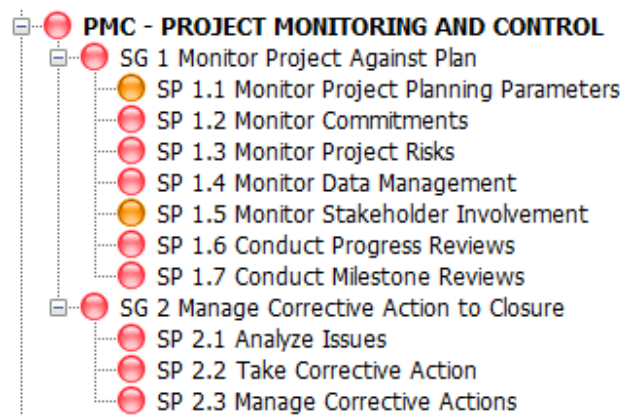 PMC - PROJECT MONITORING AND CONTROL
SG 1 Monitor Project Against Plan
SP 1.1 Monitor Project Planning Parameters
SP 1.2 Monitor Commitments
SP 1.3 Monitor Project Risks
SP 1.4 Monitor Data Management
SP 1.5 Monitor Stakeholder Involvement
SP 1.6 Conduct Progress Reviews
SP 1.7 Conduct Milestone Reviews
SG 2 Manage Corrective Action to Closure
SP 2.1 Analyze Issues
SP 2.2 Take Corrective Action
SP 2.3 Manage Corrective Actions